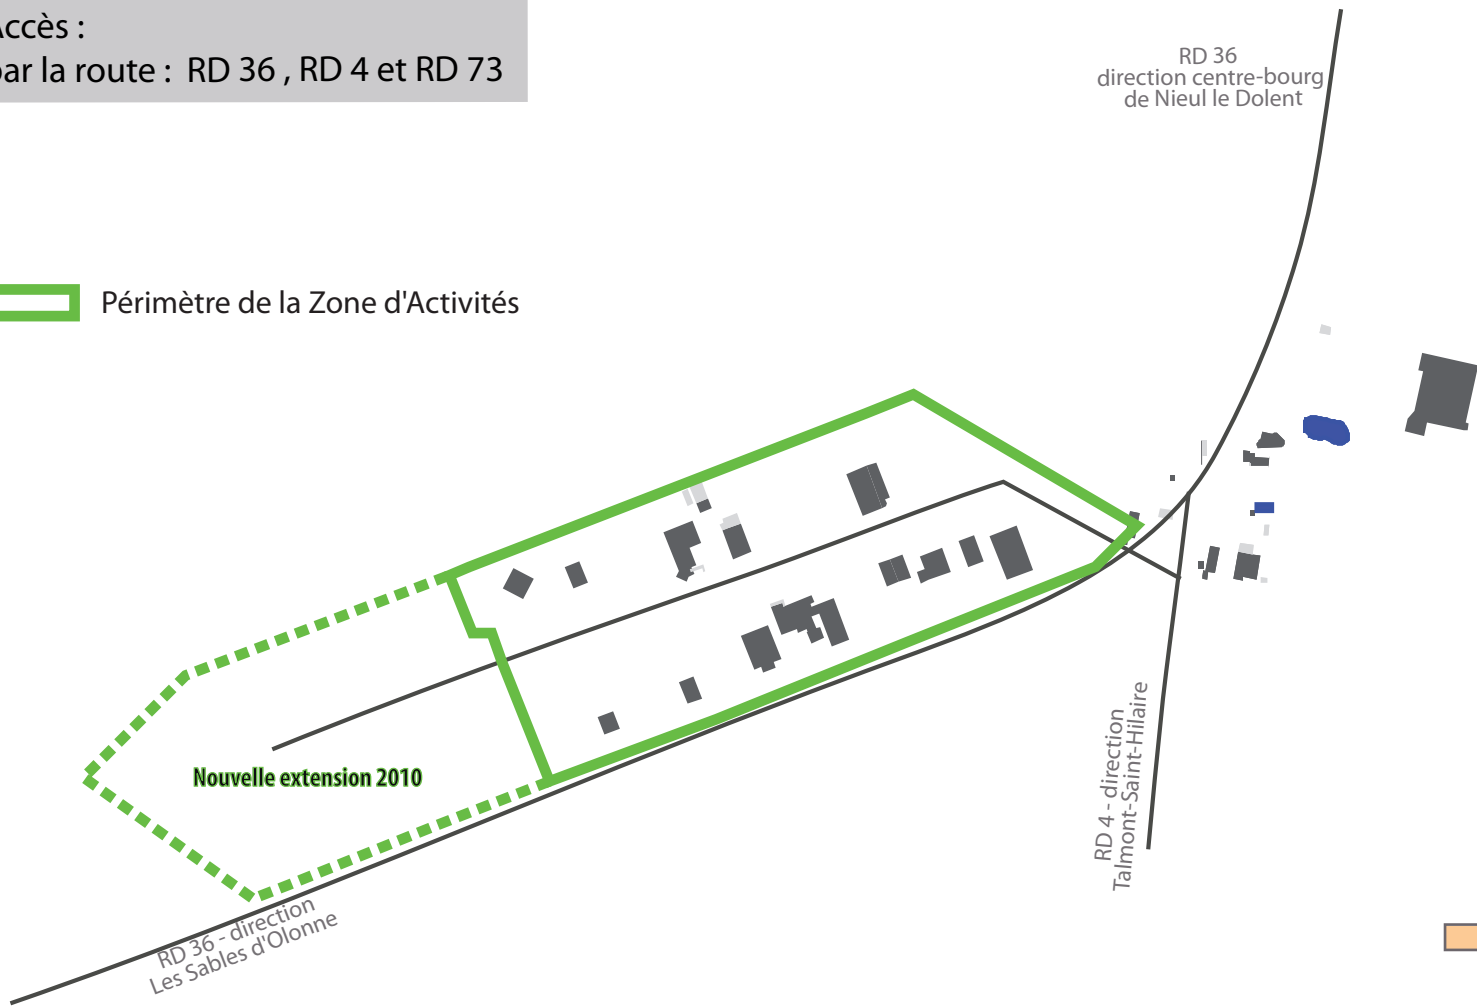 Accès :
par la route : RD 36 , RD 4 et RD 73
RD 36
direction centre-bourg
de Nieul le Dolent
Périmètre de la Zone d'Activités
Nouvelle extension 2010
RD 4 - direction
Talmont-Saint-Hilaire
RD 36 - direction
Les Sables d'Olonne